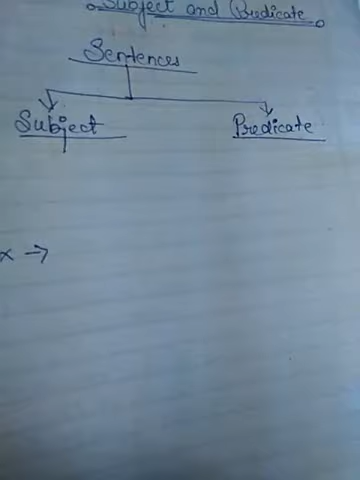 Subject and Predicate
Sentences
Subject
Predicate
x →